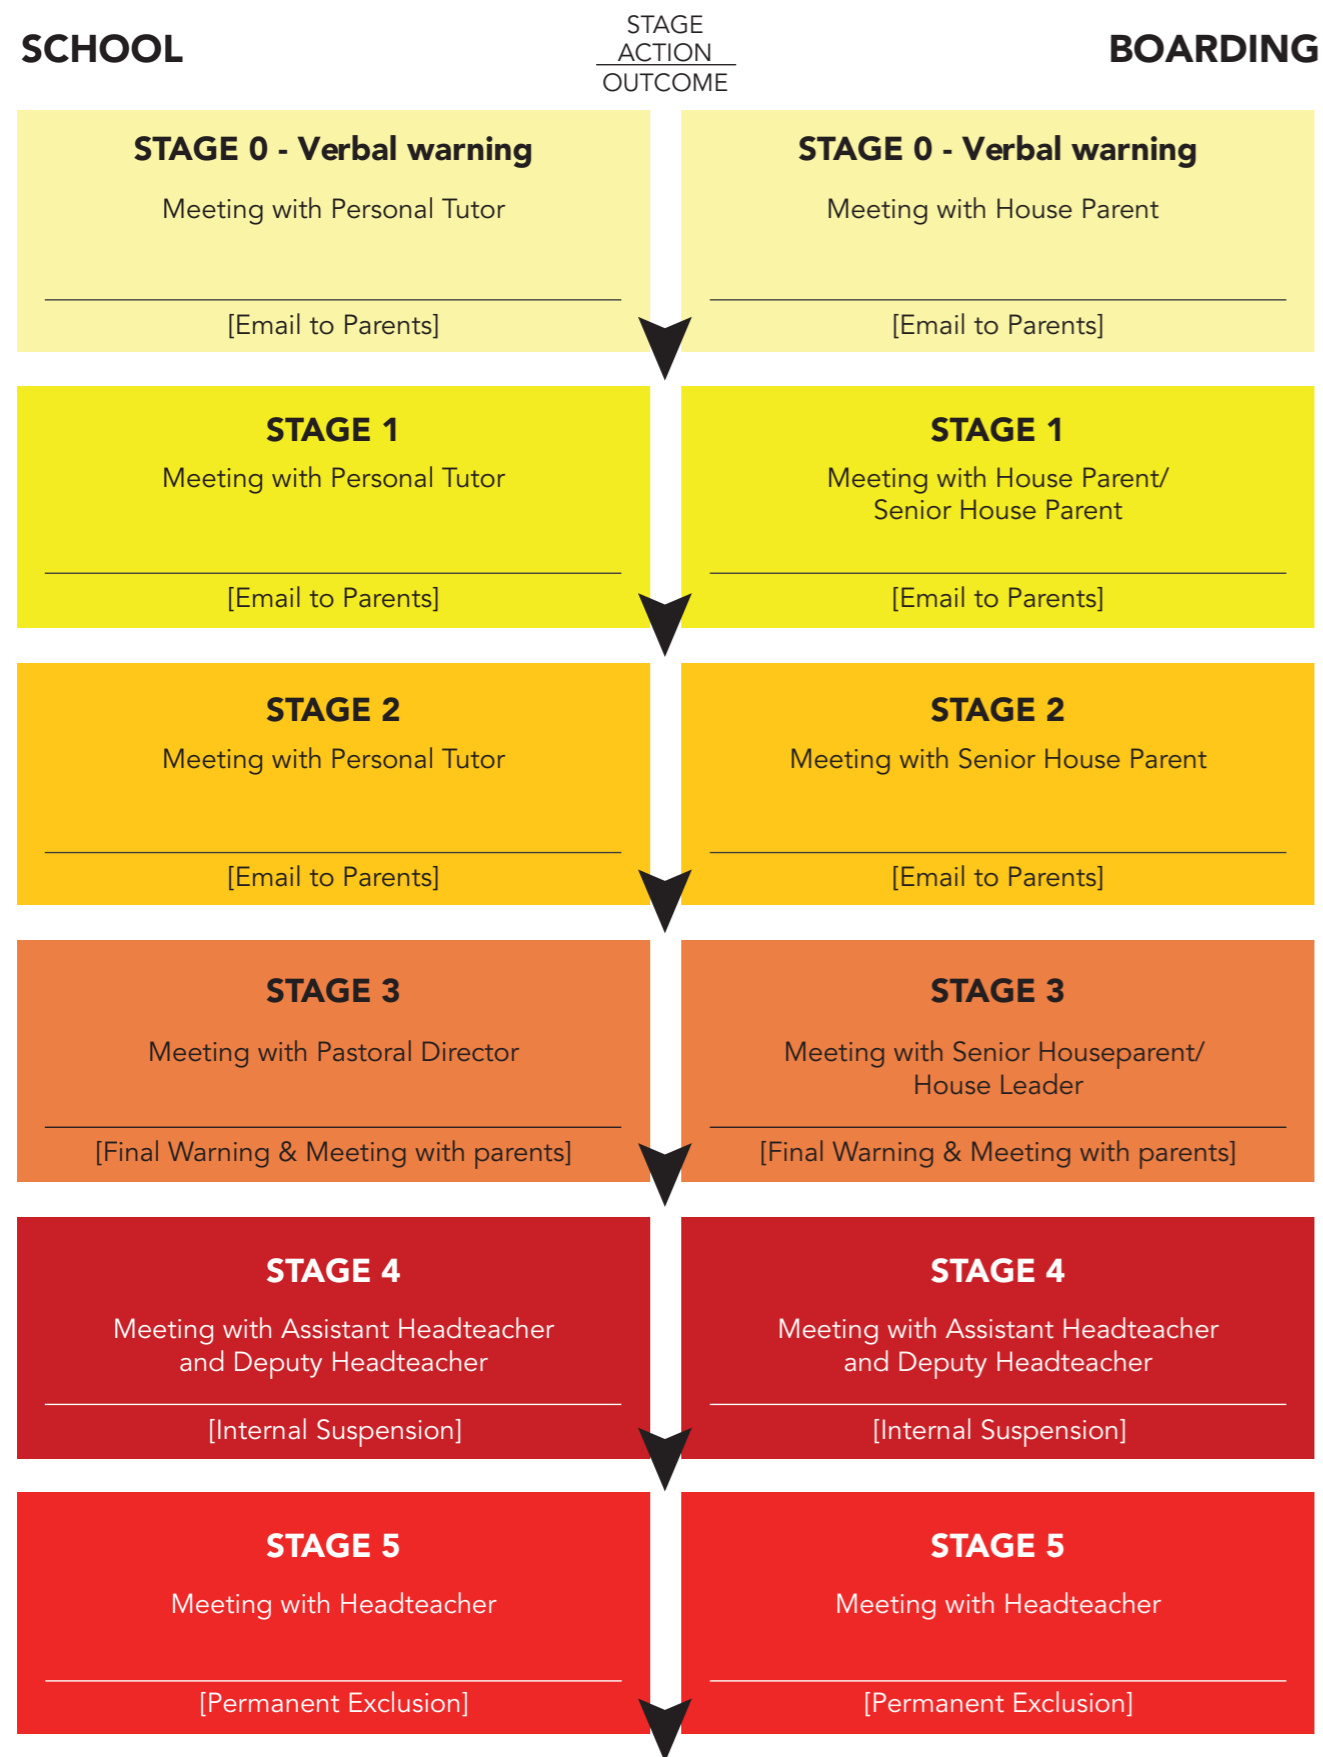 SCHOOL
STAGE
ACTION
OUTCOME
BOARDING
STAGE 0 - Verbal warning
Meeting with Personal Tutor
[Email to Parents]
STAGE 0 - Verbal warning
Meeting with House Parent
[Email to Parents]
STAGE 1
Meeting with Personal Tutor
[Email to Parents]
STAGE 1
Meeting with House Parent/
Senior House Parent
[Email to Parents]
STAGE 2
Meeting with Personal Tutor
[Email to Parents]
STAGE 2
Meeting with Senior House Parent
[Email to Parents]
STAGE 3
Meeting with Pastoral Director
[Final Warning & Meeting with parents]
STAGE 3
Meeting with Senior Houseparent/
House Leader
[Final Warning & Meeting with parents]
STAGE 4
Meeting with Assistant Headteacher
and Deputy Headteacher
[Internal Suspension]
STAGE 4
Meeting with Assistant Headteacher
and Deputy Headteacher
[Internal Suspension]
STAGE 5
Meeting with Headteacher
[Permanent Exclusion]
STAGE 5
Meeting with Headteacher
[Permanent Exclusion]